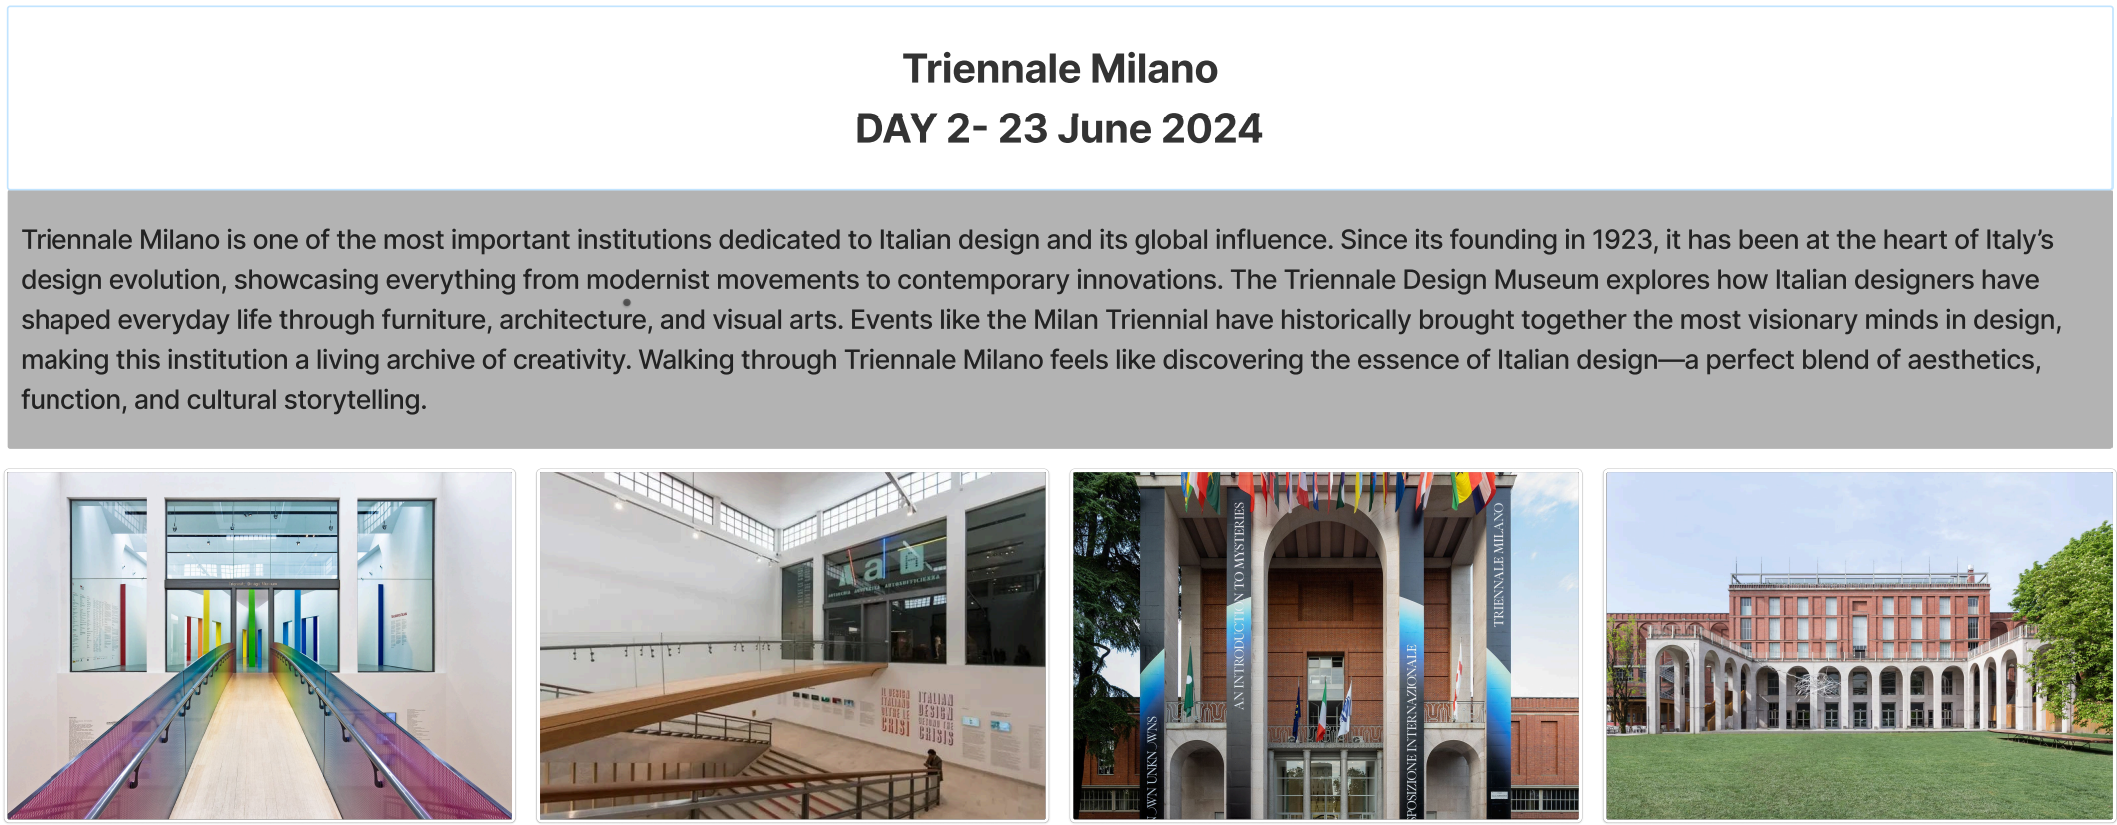 Triennale Milano
DAY 2- 23 June 2024
Triennale Milano is one of the most important institutions dedicated to Italian design and its global influence. Since its founding in 1923, it has been at the heart of Italy’s
design evolution, showcasing everything from modernist movements to contemporary innovations. The Triennale Design Museum explores how Italian designers have
shaped everyday life through furniture, architecture, and visual arts. Events like the Milan Triennial have historically brought together the most visionary minds in design,
making this institution a living archive of creativity. Walking through Triennale Milano feels like discovering the essence of Italian design—a perfect blend of aesthetics,
function, and cultural storytelling.
IL DESIGN
ITALIANO
OLTRE LE
CRISI
ITALIAN
DESIGN
BEYOND THE
CRISIS
UNKN WNS
AN INTRODUCTION TO MYSTERIES
POSIZIONE INTERNAZIONALE
TRIENNALE MILANO